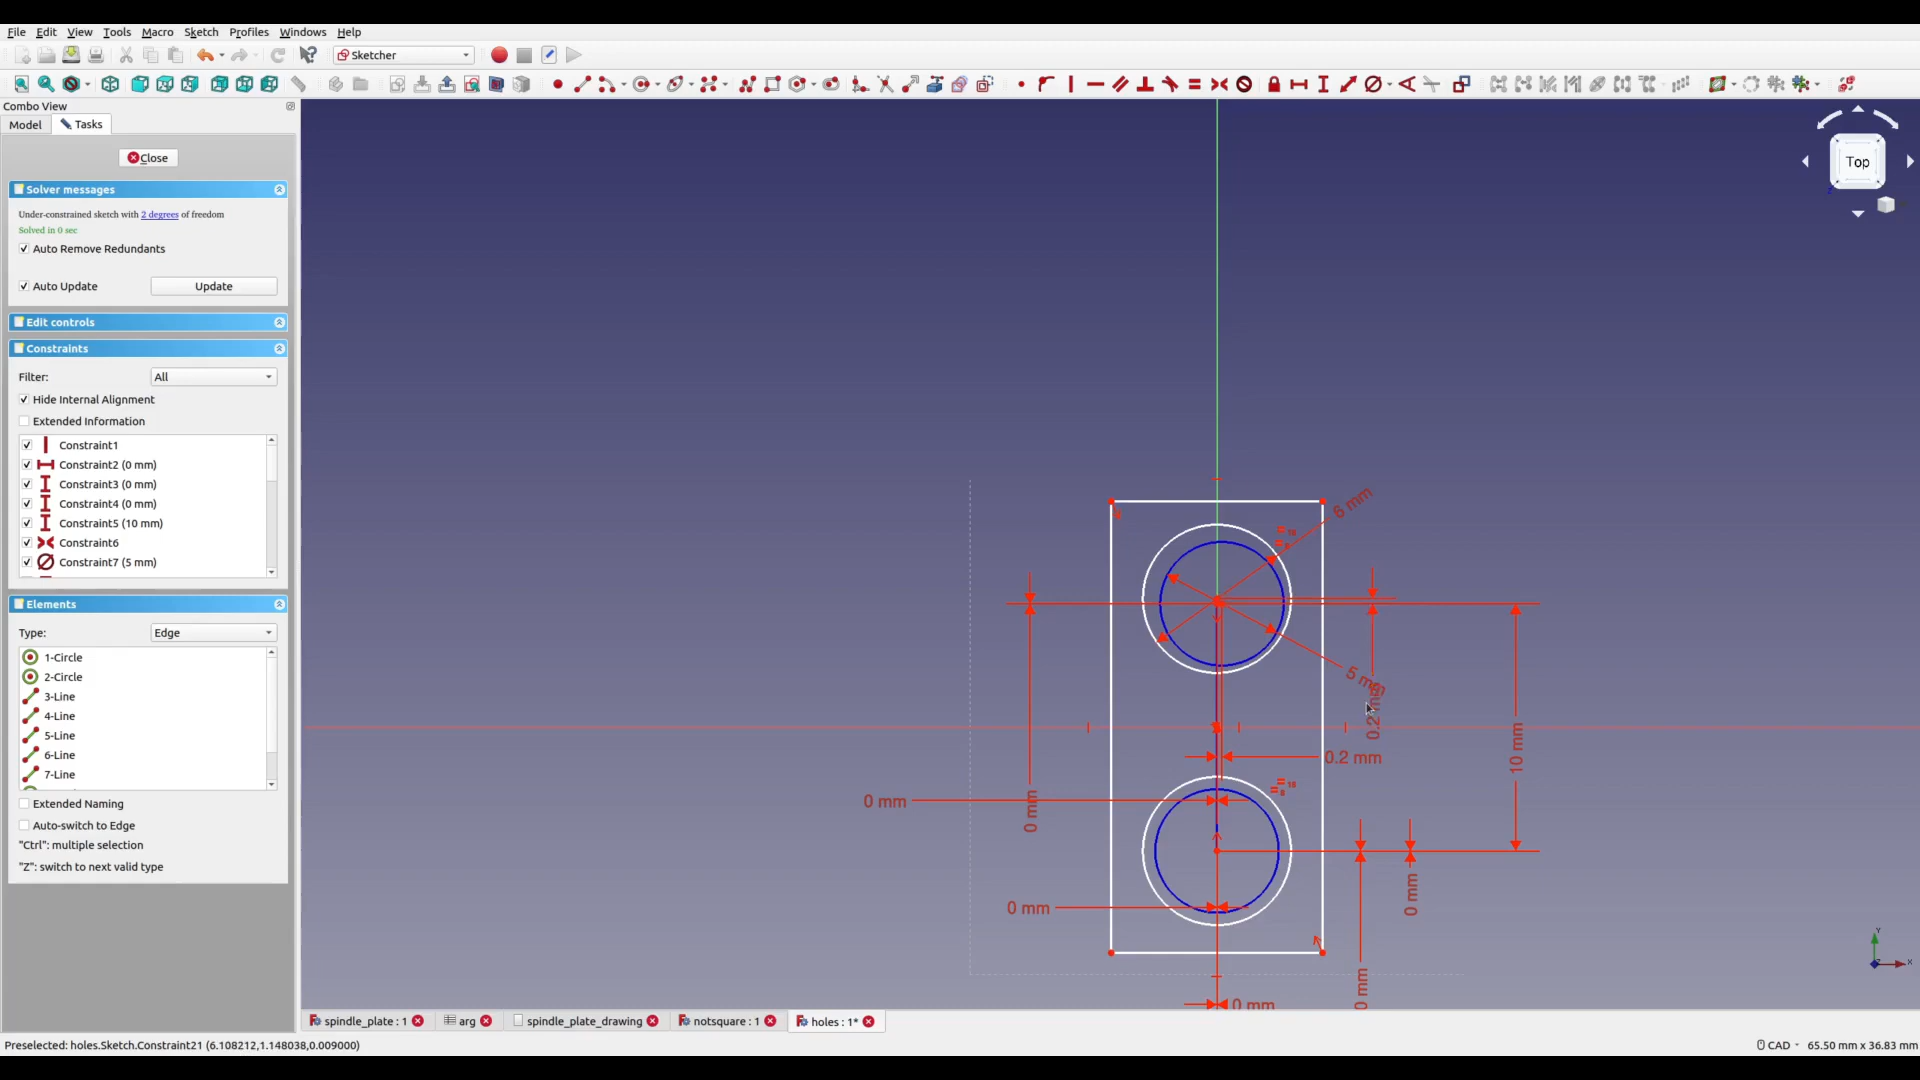 File Edit View Tools Macro Sketch Profiles Windows Help
Sketcher
Combo View
Model Tasks
Close
Solver messages
Under-constrained sketch with 2 degrees of freedom
Solved in 0 sec
Auto Remove Redundants
Auto Update Update
Edit controls
Constraints
Filter: All
Hide Internal Alignment
Extended Information
Constraint1
Constraint2 (0 mm)
Constraint3 (0 mm)
Constraint4 (0 mm)
Constraint5 (10 mm)
Constraint6
Constraint7 (5 mm)
Elements
Type: Edge
1-Circle
2-Circle
3-Line
4-Line
5-Line
6-Line
7-Line
Extended Naming
Auto-switch to Edge
"Ctrl": multiple selection
"Z": switch to next valid type
Top
6 mm
5 mm
0.2 mm
10 mm
0.2 mm
0 mm
0 mm
0 mm
0 mm
0 mm
0 mm
Y
X
spindle_plate : 1 arg spindle_plate_drawing notsquare : 1 holes : 1*
Preselected: holes.Sketch.Constraint21 (6.108212,1.148038,0.009000) CAD 65.50 mm x 36.83 mm